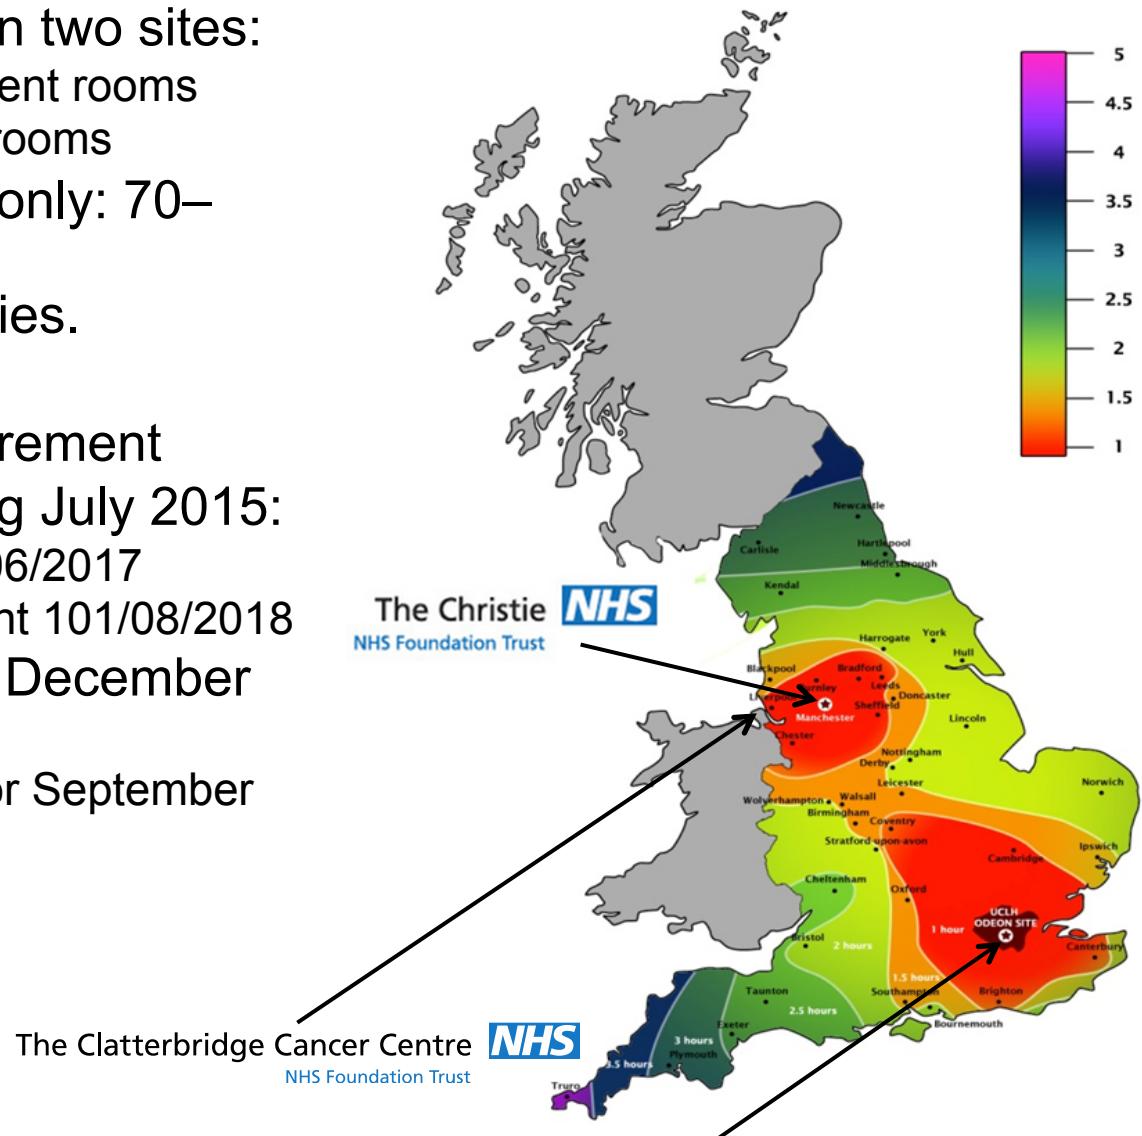 n two sites:
ent rooms
rooms
only: 70–
ies.
rement
g July 2015:
06/2017
nt 101/08/2018
December
or September
The Christie NHS
NHS Foundation Trust
The Clatterbridge Cancer Centre NHS
NHS Foundation Trust
5
4.5
4
3.5
3
2.5
2
1.5
1
Newcastle
Carlisle
Hartlepool
Middlesbrough
Kendal
Harrogate
York
Hull
Blackpool
Bradford
Burnley
Leeds
Liverpool
Doncaster
Sheffield
Manchester
Lincoln
Chester
Nottingham
Derby
Leicester
Norwich
Wolverhampton
Walsall
Birmingham
Coventry
Stratford-upon-avon
Cambridge
Ipswich
Cheltenham
Oxford
UCLH
ODEON SITE
1 hour
Bristol
2 hours
Canterbury
1.5 hours
Taunton
Southampton
Brighton
2.5 hours
Bournemouth
Exeter
3 hours
Plymouth
3.5 hours
Truro